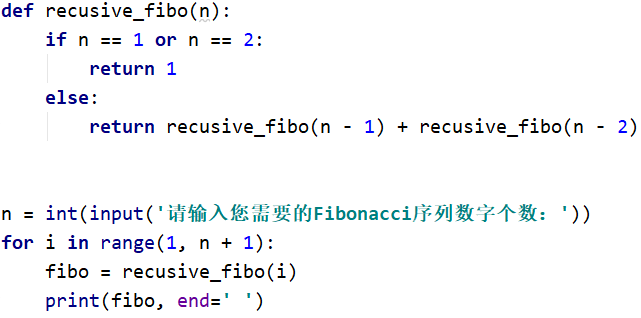 def recusive_fibo(n):
    if n == 1 or n == 2:
        return 1
    else:
        return recusive_fibo(n - 1) + recusive_fibo(n - 2)
n = int(input('请输入您需要的Fibonacci序列数字个数：'))
for i in range(1, n + 1):
    fibo = recusive_fibo(i)
    print(fibo, end=' ')